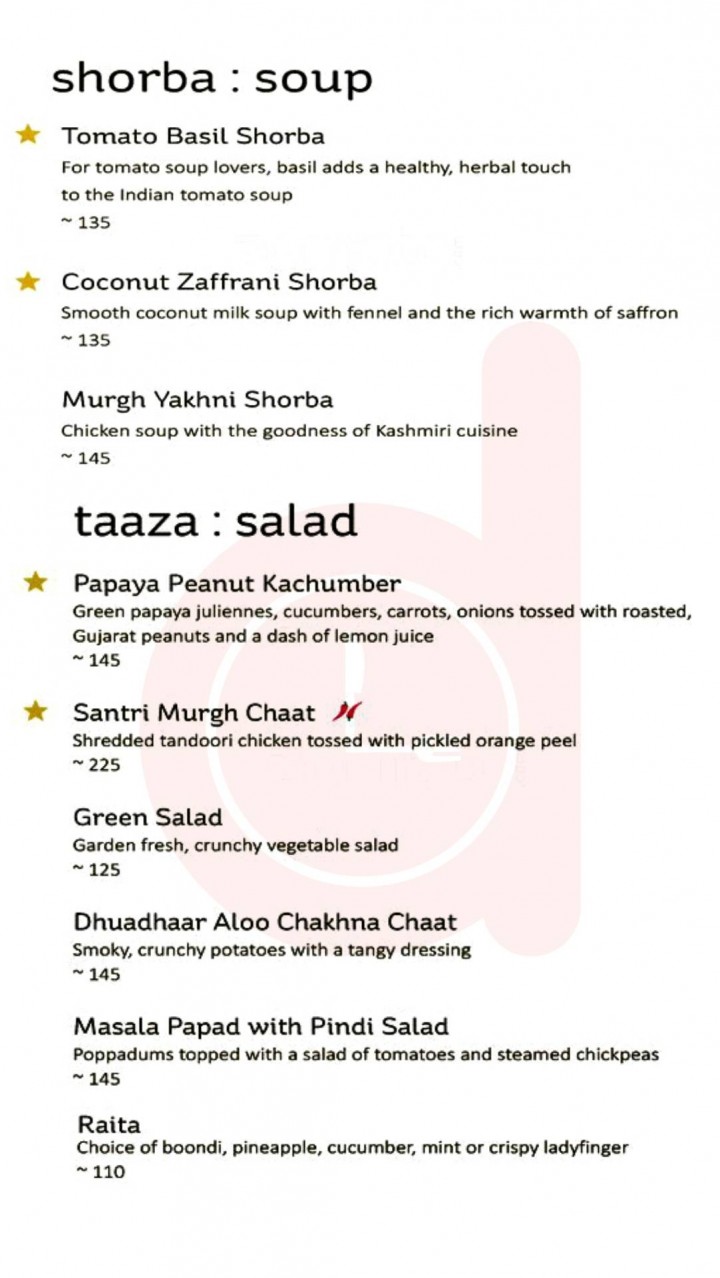 shorba : soup
Tomato Basil Shorba
For tomato soup lovers, basil adds a healthy, herbal touch
to the Indian tomato soup
~ 135
Coconut Zaffrani Shorba
Smooth coconut milk soup with fennel and the rich warmth of saffron
~ 135
Murgh Yakhni Shorba
Chicken soup with the goodness of Kashmiri cuisine
~ 145
taaza : salad
Papaya Peanut Kachumber
Green papaya juliennes, cucumbers, carrots, onions tossed with roasted,
Gujarat peanuts and a dash of lemon juice
~ 145
Santri Murgh Chaat
Shredded tandoori chicken tossed with pickled orange peel
~ 225
Green Salad
Garden fresh, crunchy vegetable salad
~ 125
Dhuadhaar Aloo Chakhna Chaat
Smoky, crunchy potatoes with a tangy dressing
~ 145
Masala Papad with Pindi Salad
Poppadums topped with a salad of tomatoes and steamed chickpeas
~ 145
Raita
Choice of boondi, pineapple, cucumber, mint or crispy ladyfinger
~ 110